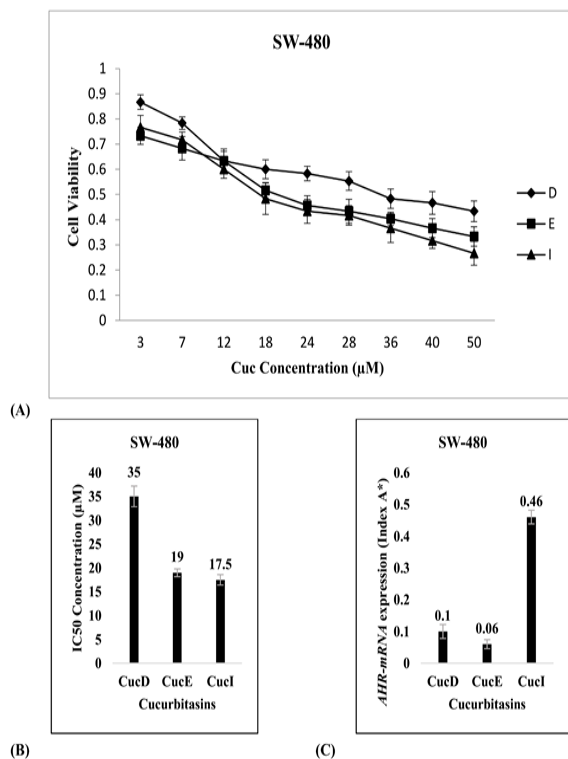 SW-480
1
0.9
0.8
0.7
0.6
0.5
0.4
0.3
0.2
0.1
0
Cell Viability
3 7 12 18 24 28 36 40 50
Cuc Concentration (µM)
D
E
I
(A)
SW-480
40
35
30
25
20
15
10
5
0
IC50 Concentration (µM)
35
19
17.5
CucD CucE CucI
Cucurbitasins
(B)
SW-480
0.6
0.5
0.4
0.3
0.2
0.1
0
AHR-mRNA expression (Index A*)
0.1
0.06
0.46
CucD CucE CucI
Cucurbitasins
(C)